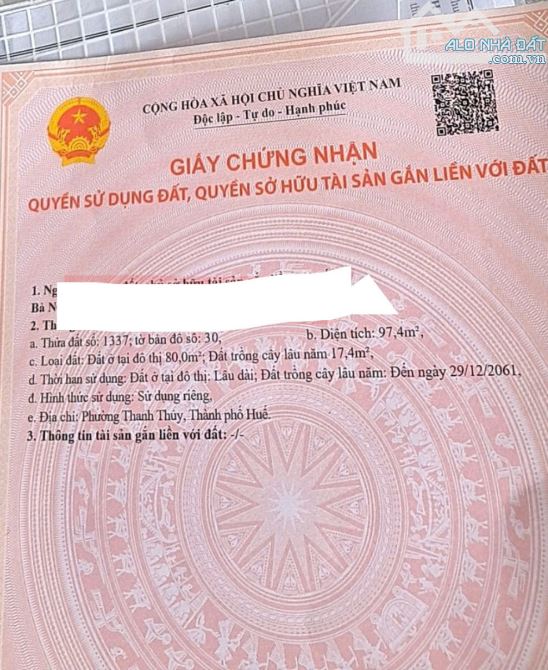 ALO NHÀ ĐẤT
.com.vn
CỘNG HÒA XÃ HỘI CHỦ NGHĨA VIỆT NAM
Độc lập - Tự do - Hạnh phúc
GIẤY CHỨNG NHẬN
QUYỀN SỬ DỤNG ĐẤT, QUYỀN SỞ HỮU TÀI SẢN GẮN LIỀN VỚI ĐẤT
1. Ng
Bà N
2. Th
a. Thửa đất số: 1337; tờ bản đồ số: 30, b. Diện tích: 97,4m²,
c. Loại đất: Đất ở tại đô thị 80,0m²; Đất trồng cây lâu năm 17,4m²,
d. Thời hạn sử dụng: Đất ở tại đô thị: Lâu dài; Đất trồng cây lâu năm: Đến ngày 29/12/2061,
đ. Hình thức sử dụng: Sử dụng riêng,
e. Địa chỉ: Phường Thanh Thủy, Thành phố Huế.
3. Thông tin tài sản gắn liền với đất: -/-